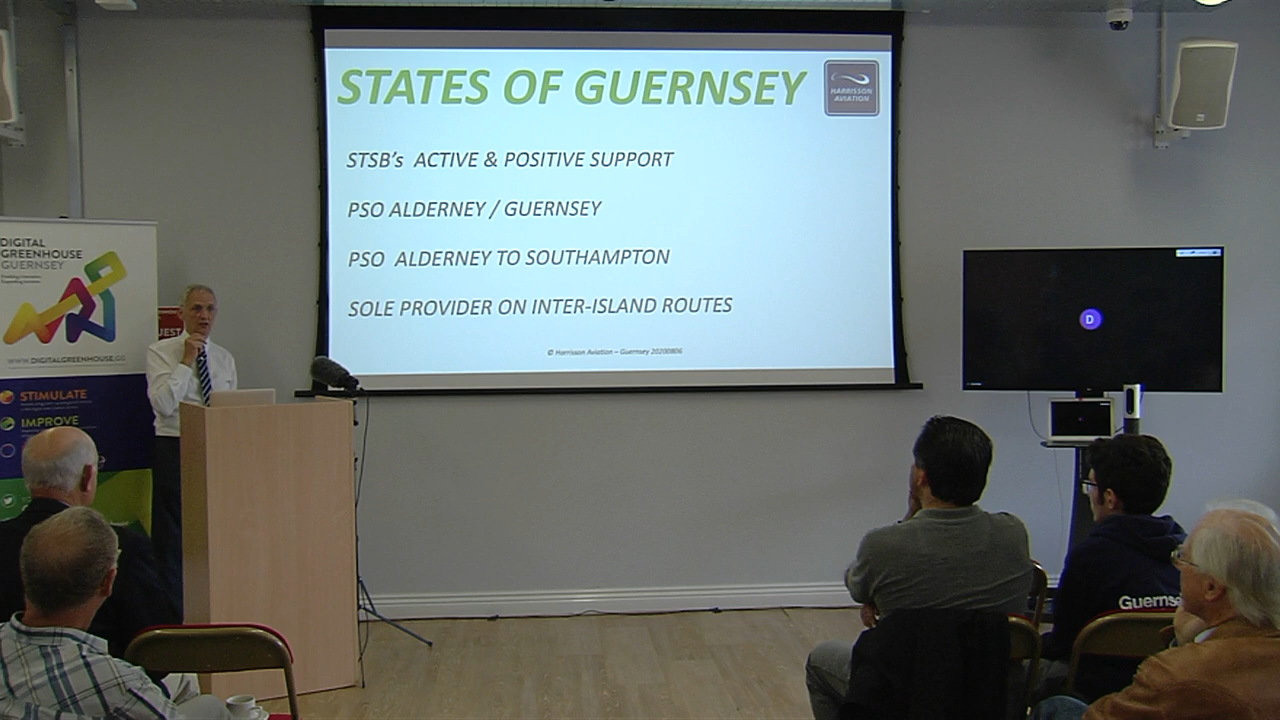 STATES OF GUERNSEY
HARRISSON
AVIATION
STSB's ACTIVE & POSITIVE SUPPORT
PSO ALDERNEY / GUERNSEY
PSO ALDERNEY TO SOUTHAMPTON
SOLE PROVIDER ON INTER-ISLAND ROUTES
© Harrisson Aviation – Guernsey 20200806
DIGITAL
GREENHOUSE
GUERNSEY
WWW.DIGITALGREENHOUSE.GG
STIMULATE
IMPROVE
D